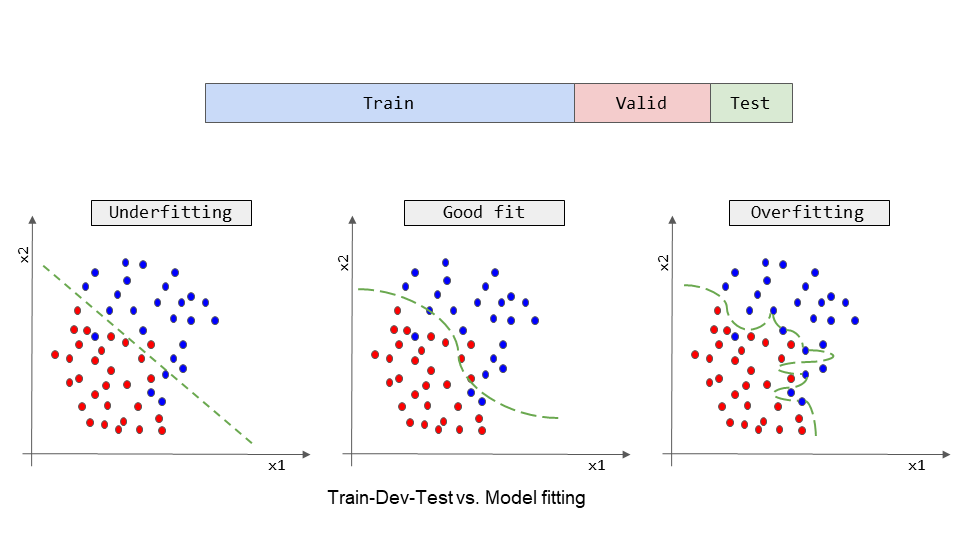 Train Valid Test
Underfitting Good fit Overfitting
x2 x2 x2
x1 x1 x1
Train-Dev-Test vs. Model fitting